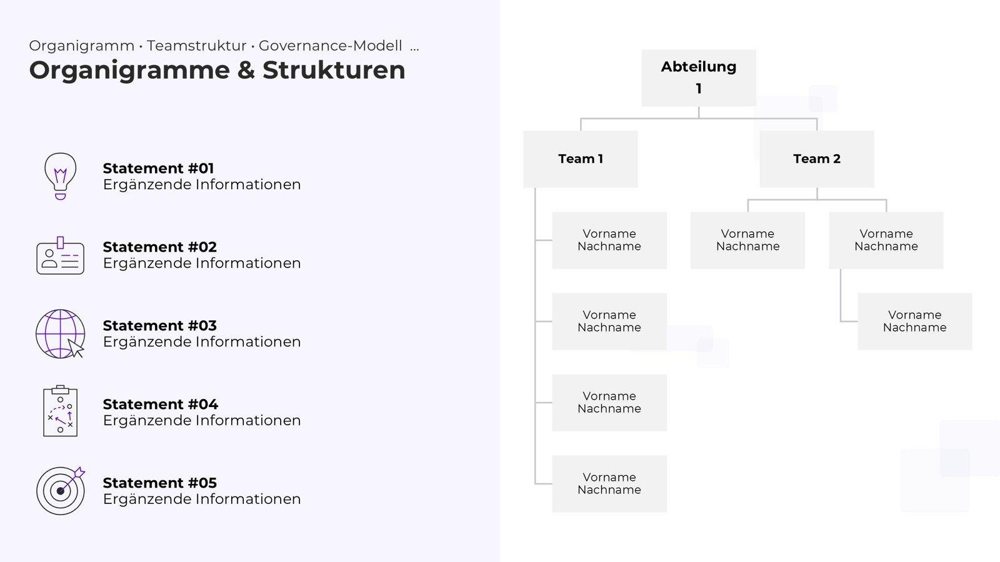 Organigramm · Teamstruktur · Governance-Modell ...
Organigramme & Strukturen
Statement #01
Ergänzende Informationen
Statement #02
Ergänzende Informationen
Statement #03
Ergänzende Informationen
Statement #04
Ergänzende Informationen
Statement #05
Ergänzende Informationen
Abteilung
1
Team 1
Team 2
Vorname
Nachname
Vorname
Nachname
Vorname
Nachname
Vorname
Nachname
Vorname
Nachname
Vorname
Nachname
Vorname
Nachname